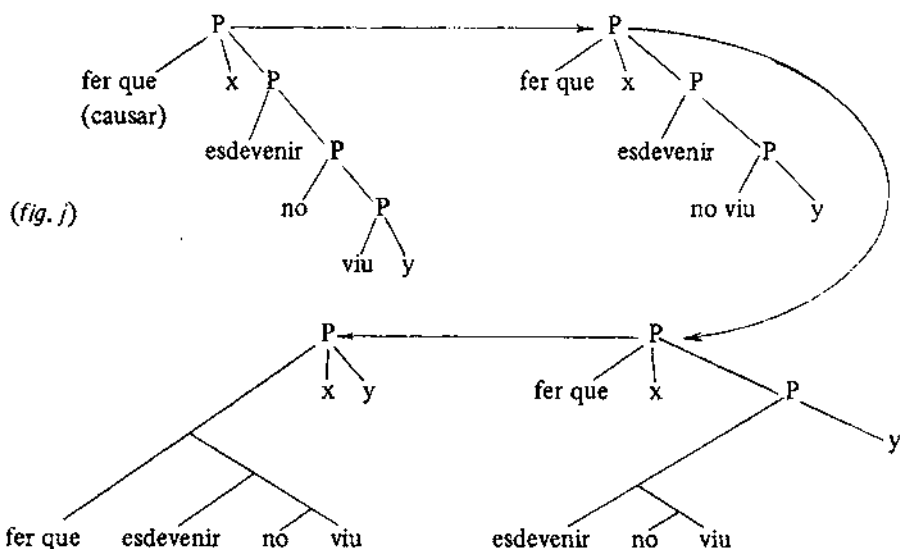 P P
fer que x P fer que x P
(causar)
esdevenir P esdevenir P
(fig. j) no P no viu y
viu y
P P
x y fer que x P
y
fer que esdevenir no viu esdevenir no viu